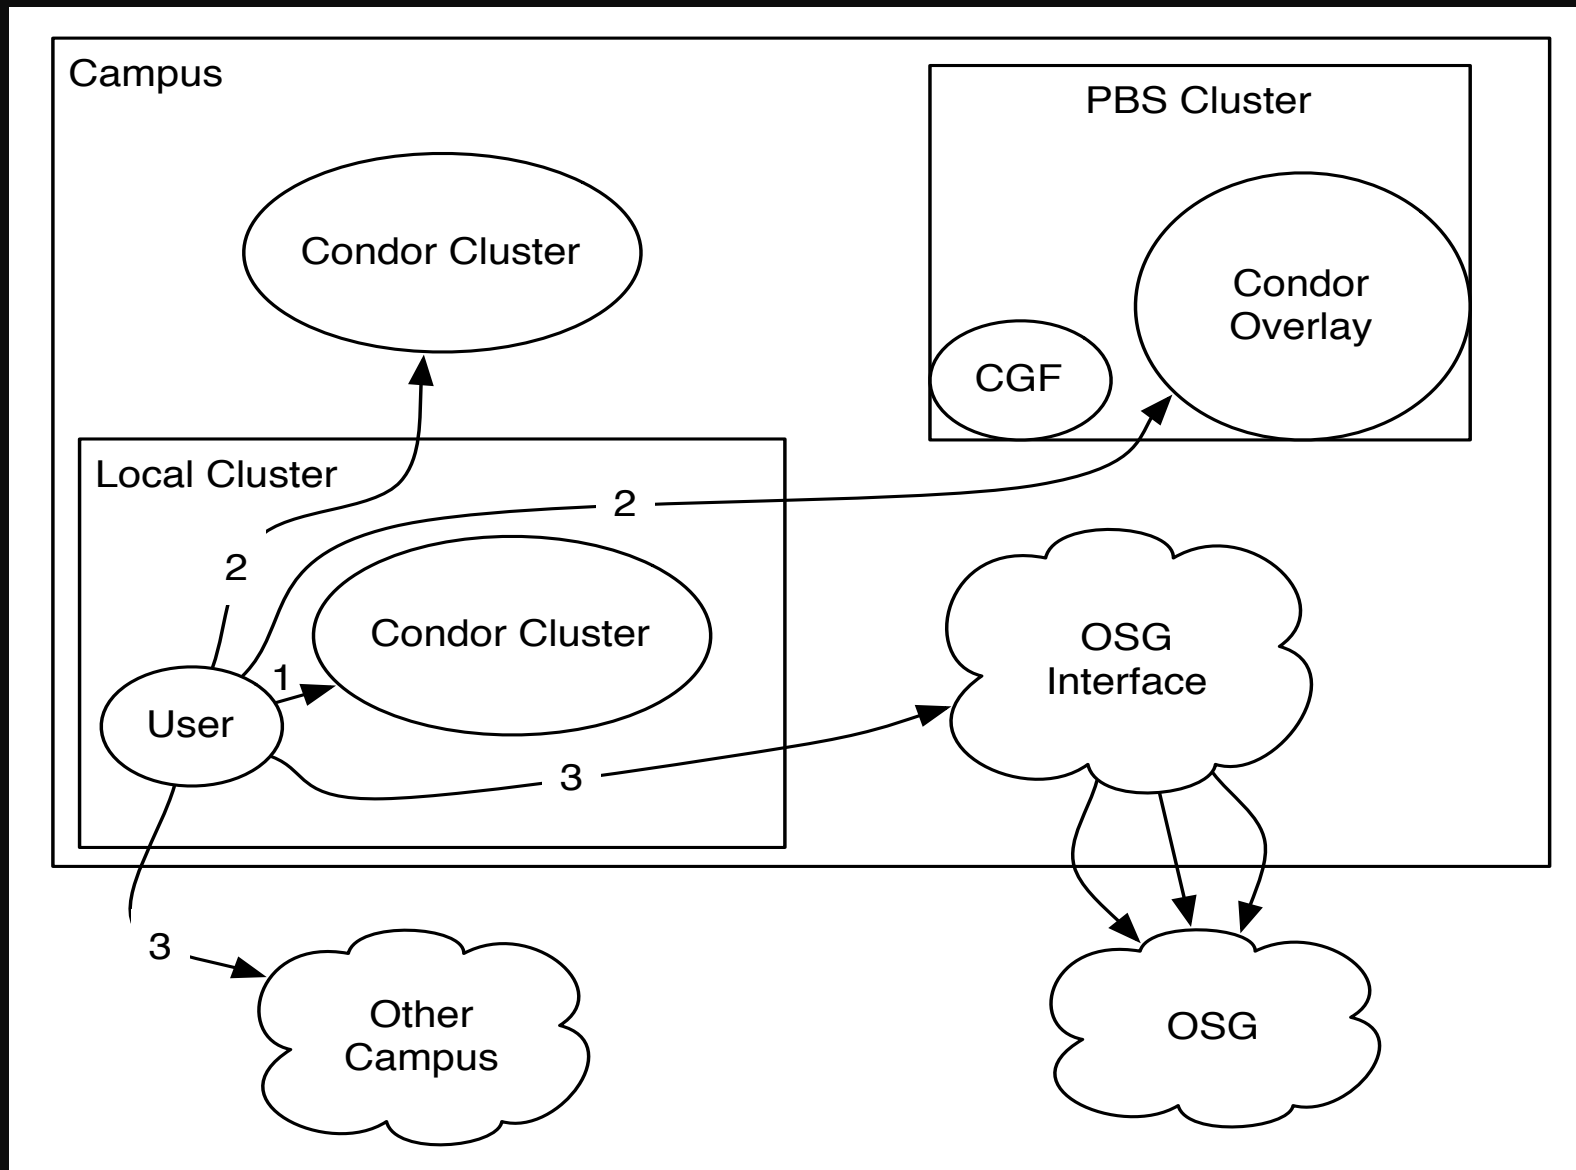 Campus
PBS Cluster
Condor Cluster
Condor
Overlay
CGF
Local Cluster
2
2
Condor Cluster
OSG
Interface
1
User
3
3
Other
Campus
OSG